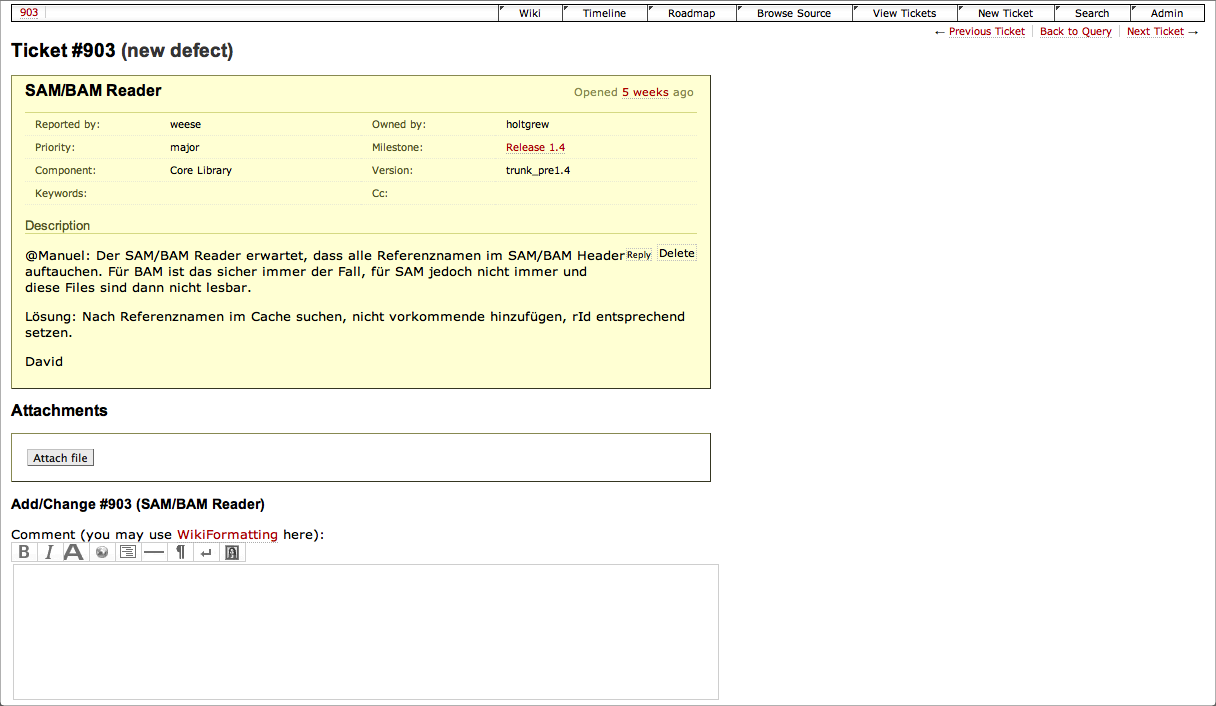 903 Wiki Timeline Roadmap Browse Source View Tickets New Ticket Search Admin
← Previous Ticket Back to Query Next Ticket →
Ticket #903 (new defect)
SAM/BAM Reader Opened 5 weeks ago
Reported by: weese Owned by: holtgrew
Priority: major Milestone: Release 1.4
Component: Core Library Version: trunk_pre1.4
Keywords: Cc:
Description
@Manuel: Der SAM/BAM Reader erwartet, dass alle Referenznamen im SAM/BAM Header Reply Delete
auftauchen. Für BAM ist das sicher immer der Fall, für SAM jedoch nicht immer und
diese Files sind dann nicht lesbar.
Lösung: Nach Referenznamen im Cache suchen, nicht vorkommende hinzufügen, rId entsprechend
setzen.
David
Attachments
Attach file
Add/Change #903 (SAM/BAM Reader)
Comment (you may use WikiFormatting here):
B I A ¶ ↵